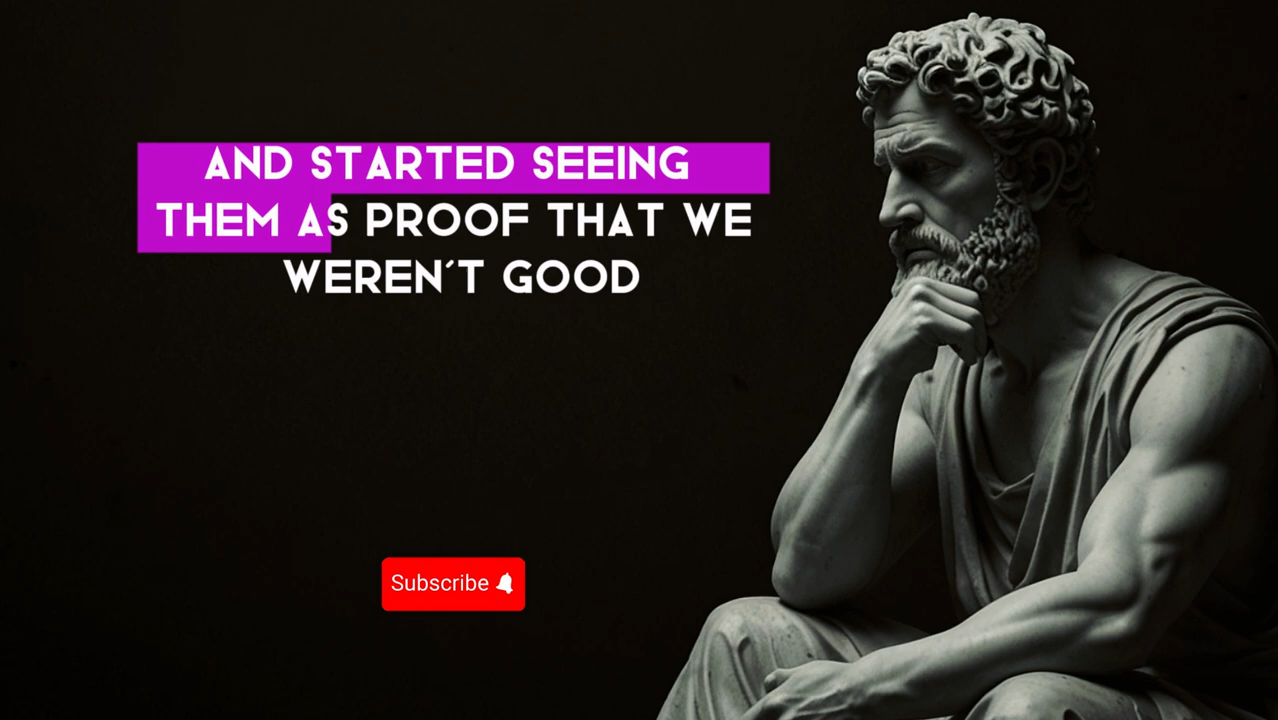 AND STARTED SEEING
THEM AS PROOF THAT WE
WEREN'T GOOD
Subscribe